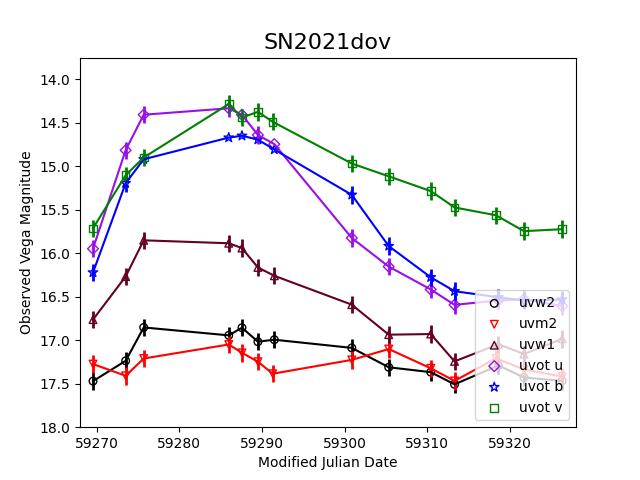 SN2021dov
Observed Vega Magnitude
14.0
14.5
15.0
15.5
16.0
16.5
17.0
17.5
18.0
uvw2
uvm2
uvw1
uvot u
uvot b
uvot v
59270
59280
59290
59300
59310
59320
Modified Julian Date